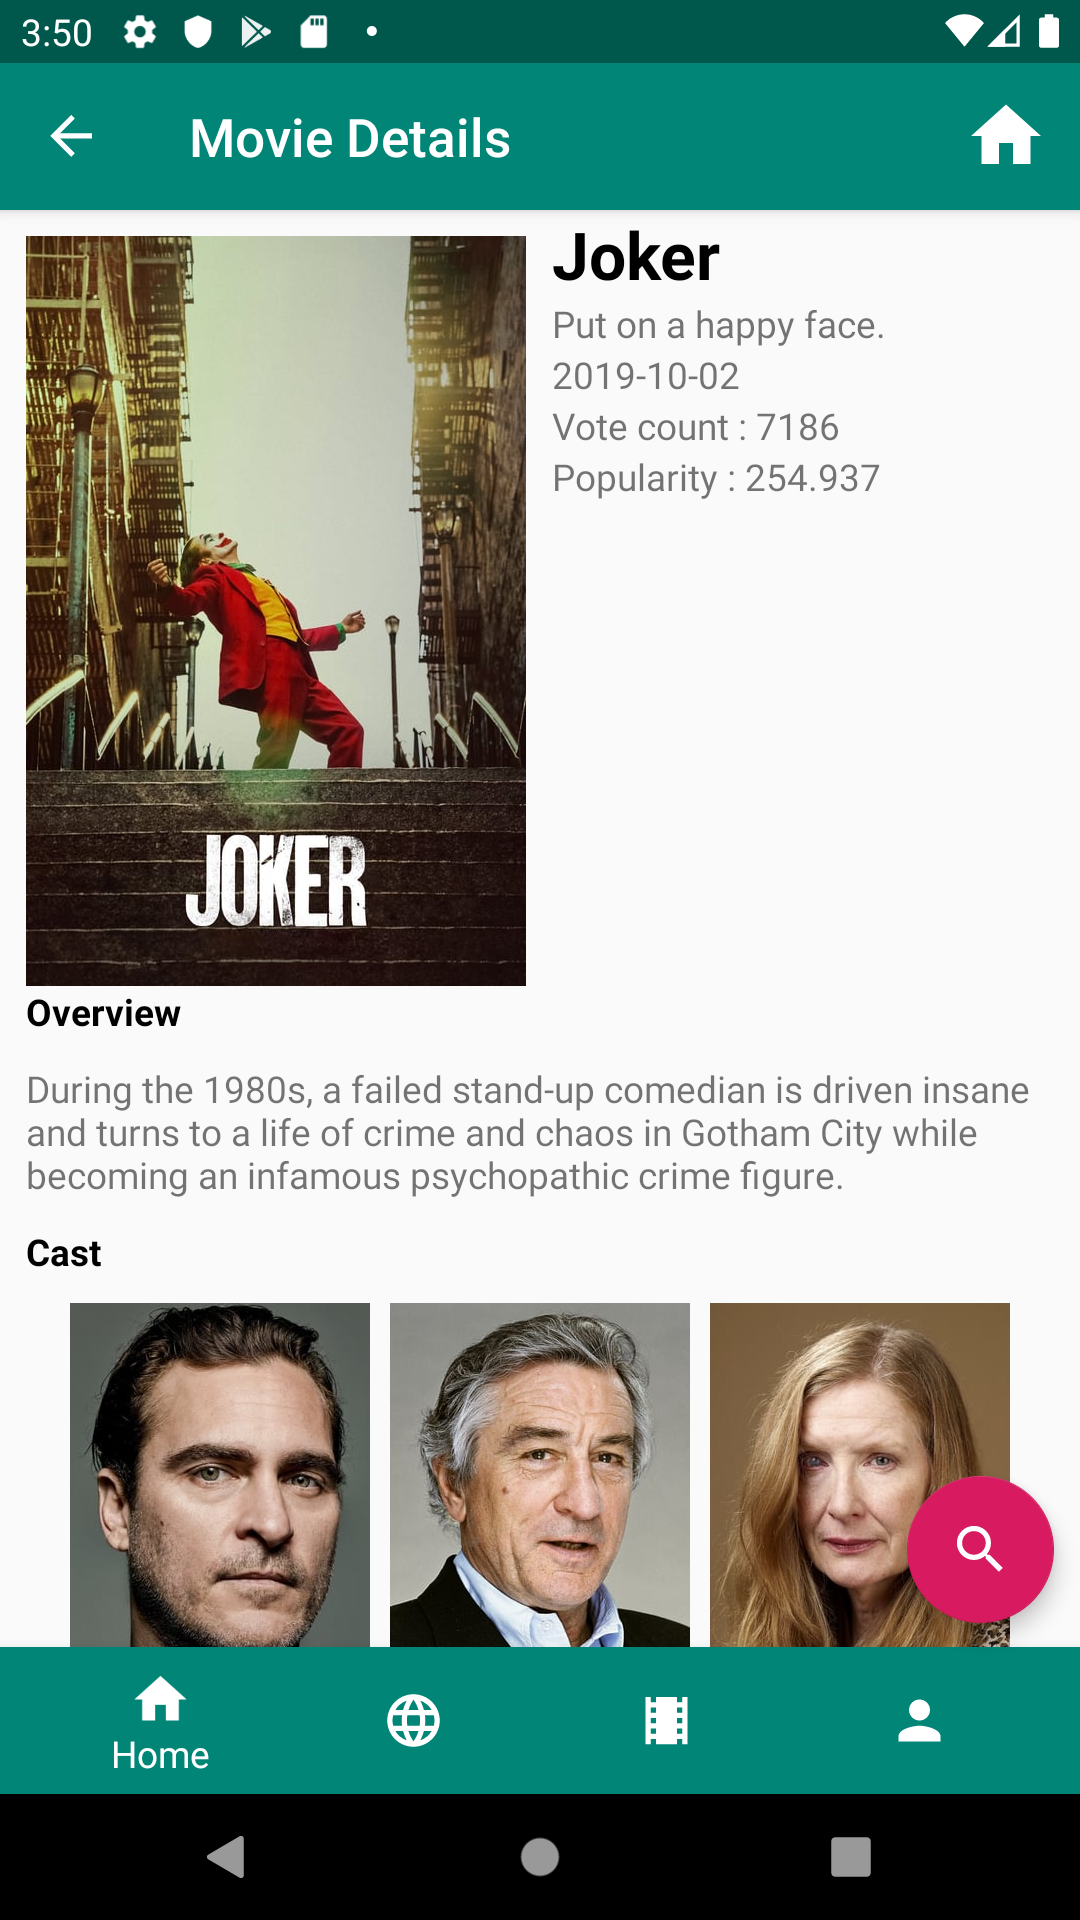 3:50
Movie Details
Joker
Put on a happy face.
2019-10-02
Vote count : 7186
Popularity : 254.937
JOKER
Overview
During the 1980s, a failed stand-up comedian is driven insane
and turns to a life of crime and chaos in Gotham City while
becoming an infamous psychopathic crime figure.
Cast
Home